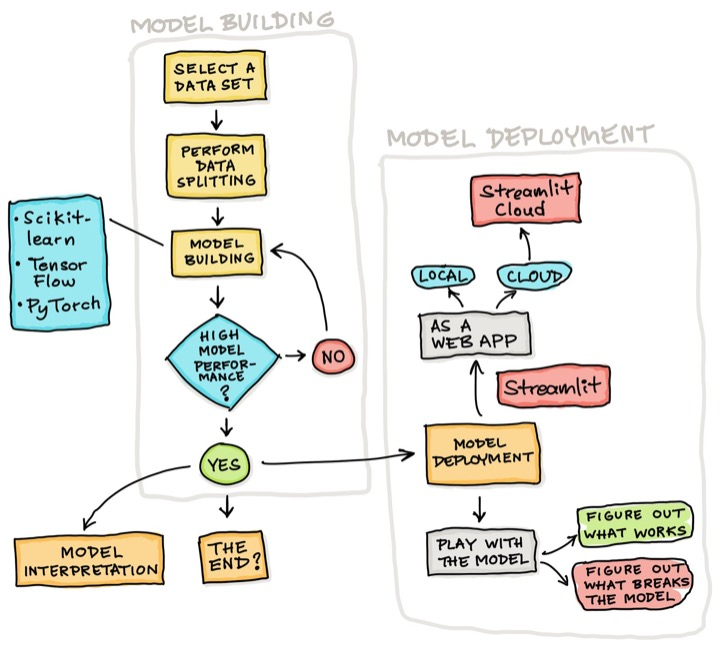 MODEL BUILDING
SELECT A
DATA SET
PERFORM
DATA
SPLITTING
MODEL
BUILDING
• Scikit-
learn
• Tensor
Flow
• PyTorch
HIGH
MODEL
PERFOR-
MANCE
?
NO
YES
MODEL
INTERPRETATION
THE
END?
MODEL DEPLOYMENT
Streamlit
Cloud
LOCAL
CLOUD
AS A
WEB APP
Streamlit
MODEL
DEPLOYMENT
PLAY WITH
THE MODEL
FIGURE OUT
WHAT WORKS
FIGURE OUT
WHAT BREAKS
THE MODEL